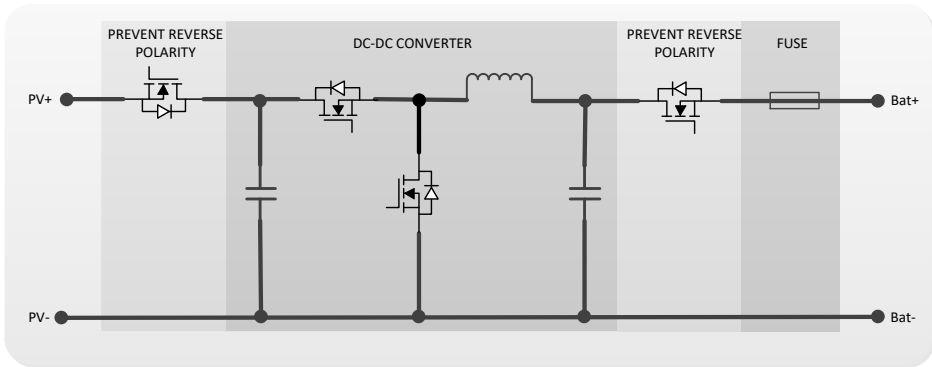 PREVENT REVERSE
POLARITY
DC-DC CONVERTER
PREVENT REVERSE
POLARITY
FUSE
PV+
Bat+
PV-
Bat-